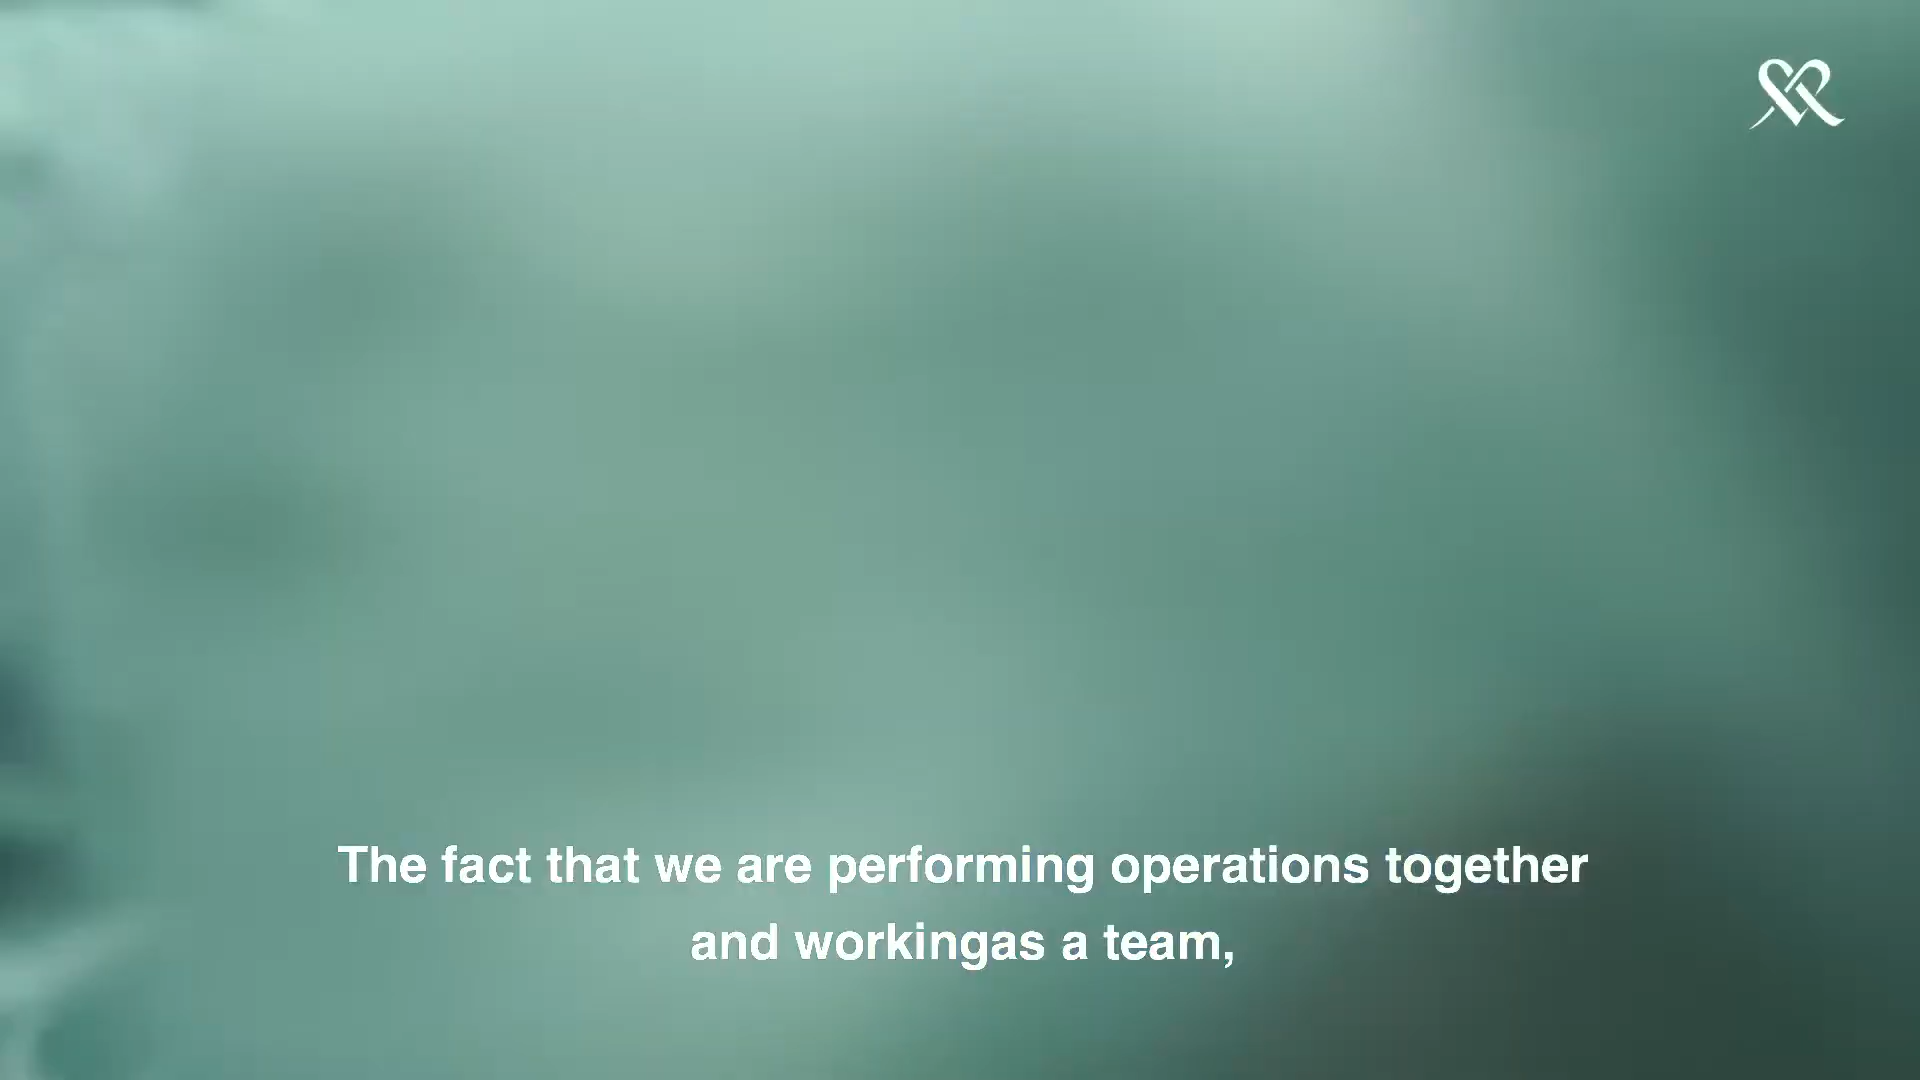 The fact that we are performing operations together
and workingas a team,